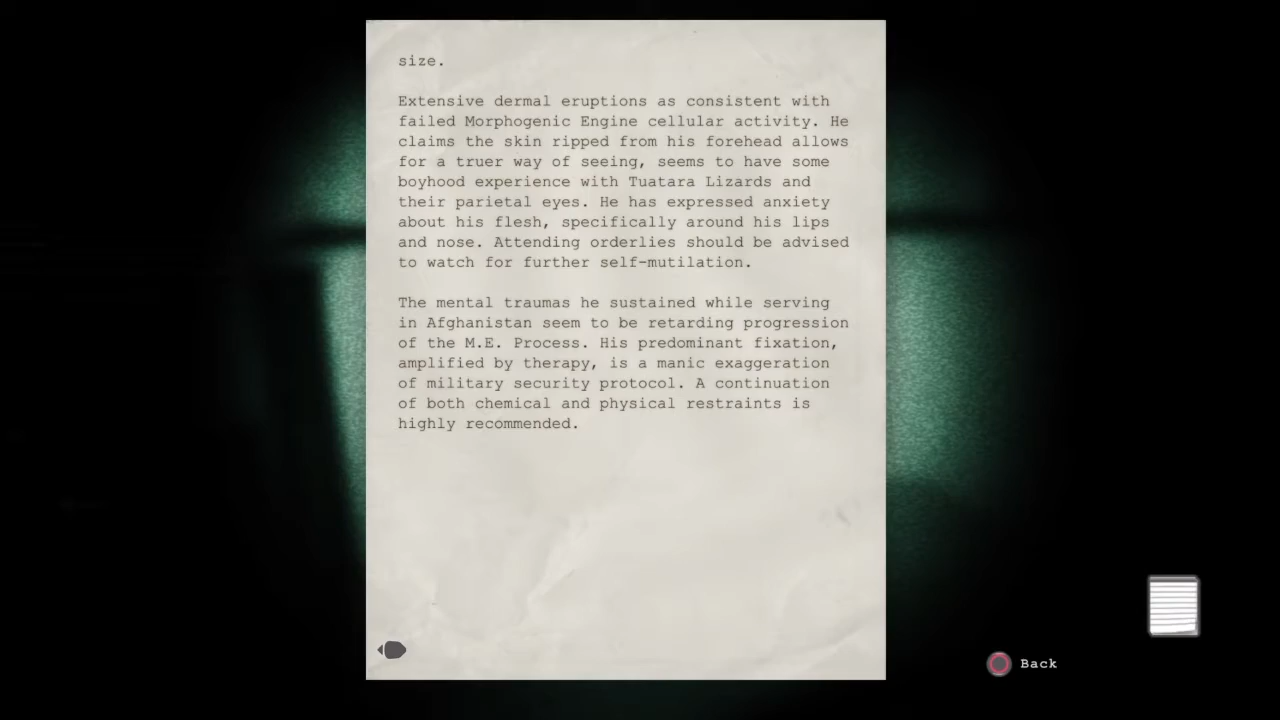 size.
Extensive dermal eruptions as consistent with
failed Morphogenic Engine cellular activity. He
claims the skin ripped from his forehead allows
for a truer way of seeing, seems to have some
boyhood experience with Tuatara Lizards and
their parietal eyes. He has expressed anxiety
about his flesh, specifically around his lips
and nose. Attending orderlies should be advised
to watch for further self-mutilation.
The mental traumas he sustained while serving
in Afghanistan seem to be retarding progression
of the M.E. Process. His predominant fixation,
amplified by therapy, is a manic exaggeration
of military security protocol. A continuation
of both chemical and physical restraints is
highly recommended.
Back